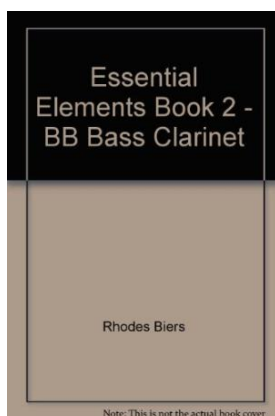 Essential
Elements Book 2 -
BB Bass Clarinet
Rhodes Biers
Note: This is not the actual book cover